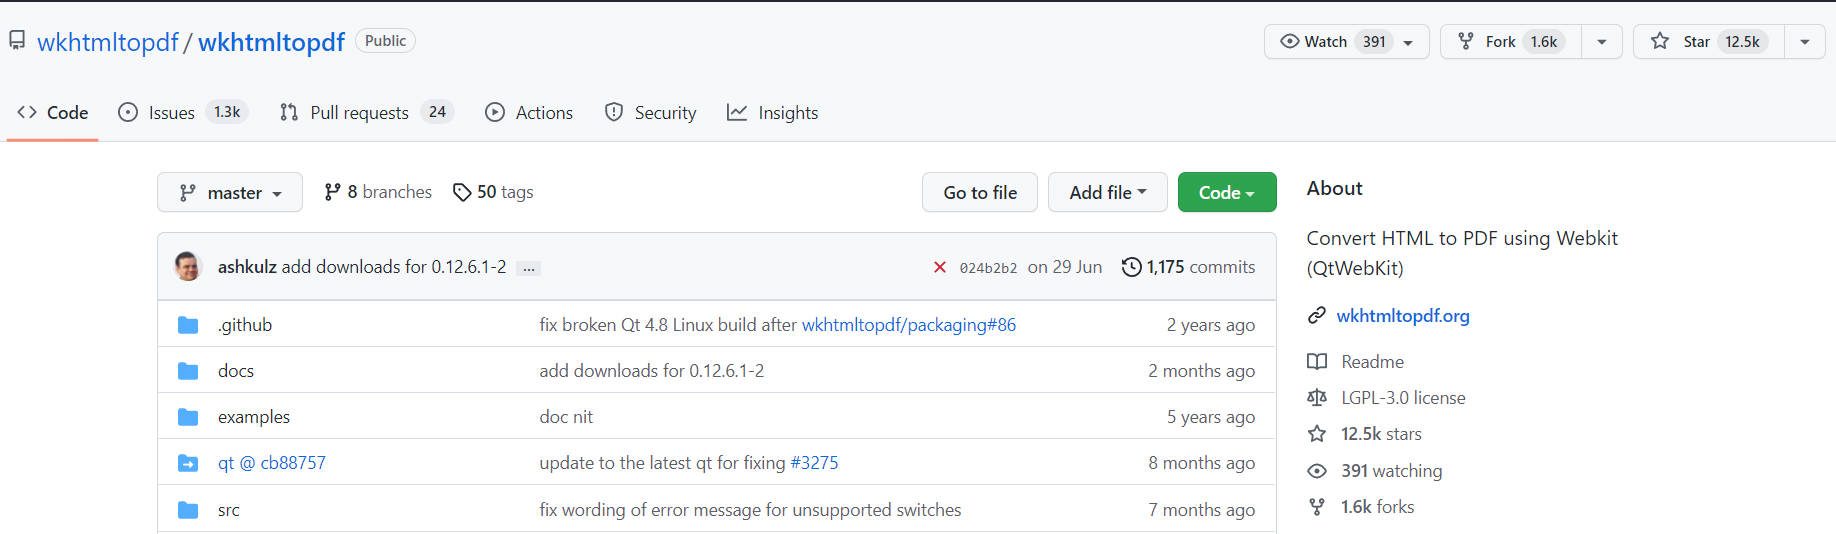 wkhtmltopdf / wkhtmltopdf Public Watch 391 Fork 1.6k Star 12.5k
Code Issues 1.3k Pull requests 24 Actions Security Insights
master 8 branches 50 tags Go to file Add file Code
ashkulz add downloads for 0.12.6.1-2 ... 024b2b2 on 29 Jun 1,175 commits
.github fix broken Qt 4.8 Linux build after wkhtmltopdf/packaging#86 2 years ago
docs add downloads for 0.12.6.1-2 2 months ago
examples doc nit 5 years ago
qt @ cb88757 update to the latest qt for fixing #3275 8 months ago
src fix wording of error message for unsupported switches 7 months ago
About
Convert HTML to PDF using Webkit
(QtWebKit)
wkhtmltopdf.org
Readme
LGPL-3.0 license
12.5k stars
391 watching
1.6k forks